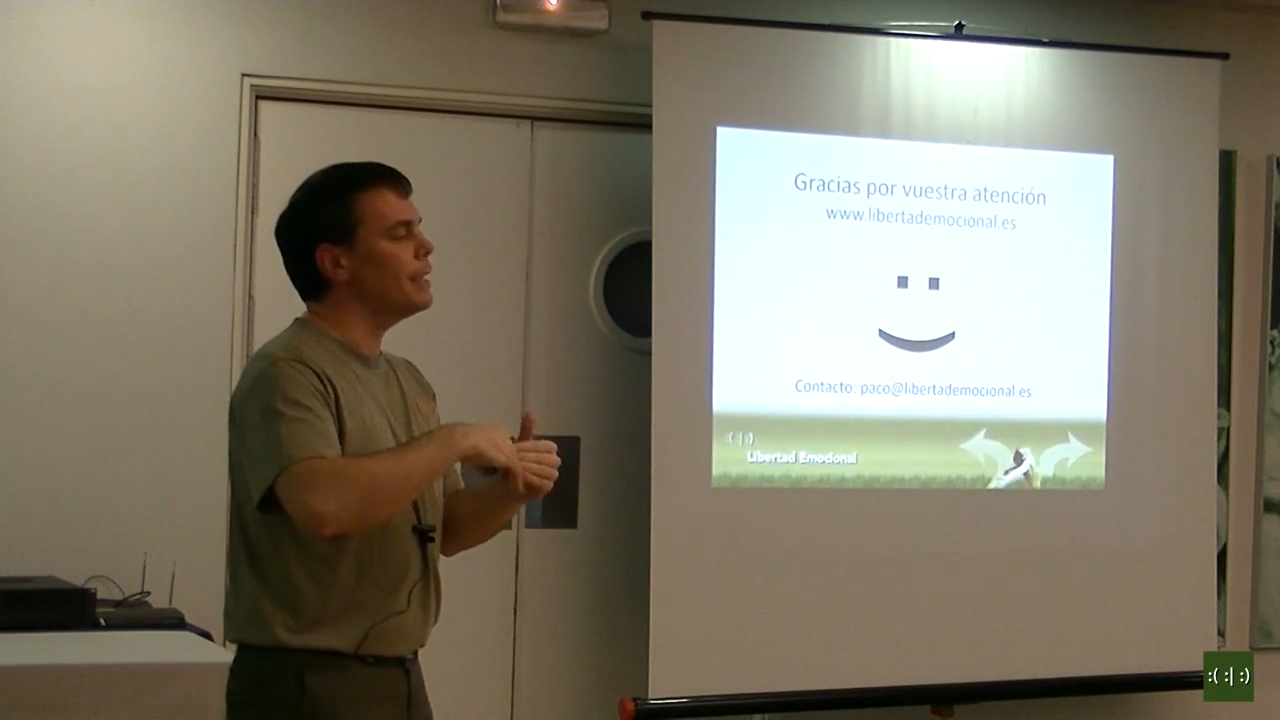 Gracias por vuestra atención
www.libertademocional.es
Contacto: paco@libertademocional.es
:(:|:)
Libertad Emocional
:( :| :)